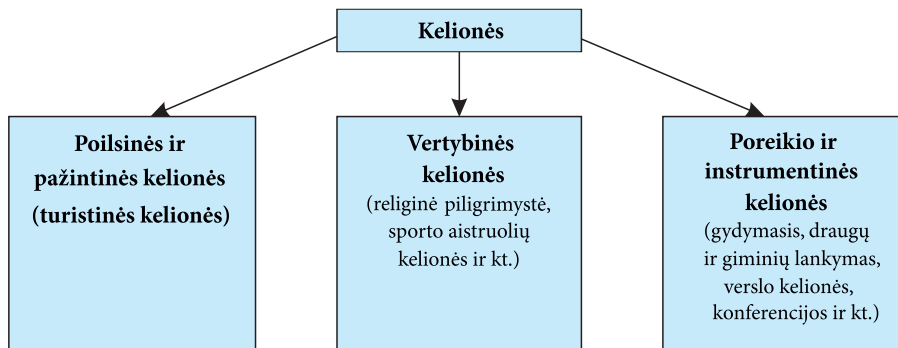 Kelionės
Poilsinės ir
pažintinės kelionės
(turistinės kelionės)
Vertybinės
kelionės
(religinė piligrimystė,
sporto aistruolių
kelionės ir kt.)
Poreikio ir
instrumentinės
kelionės
(gydymasis, draugų
ir giminių lankymas,
verslo kelionės,
konferencijos ir kt.)